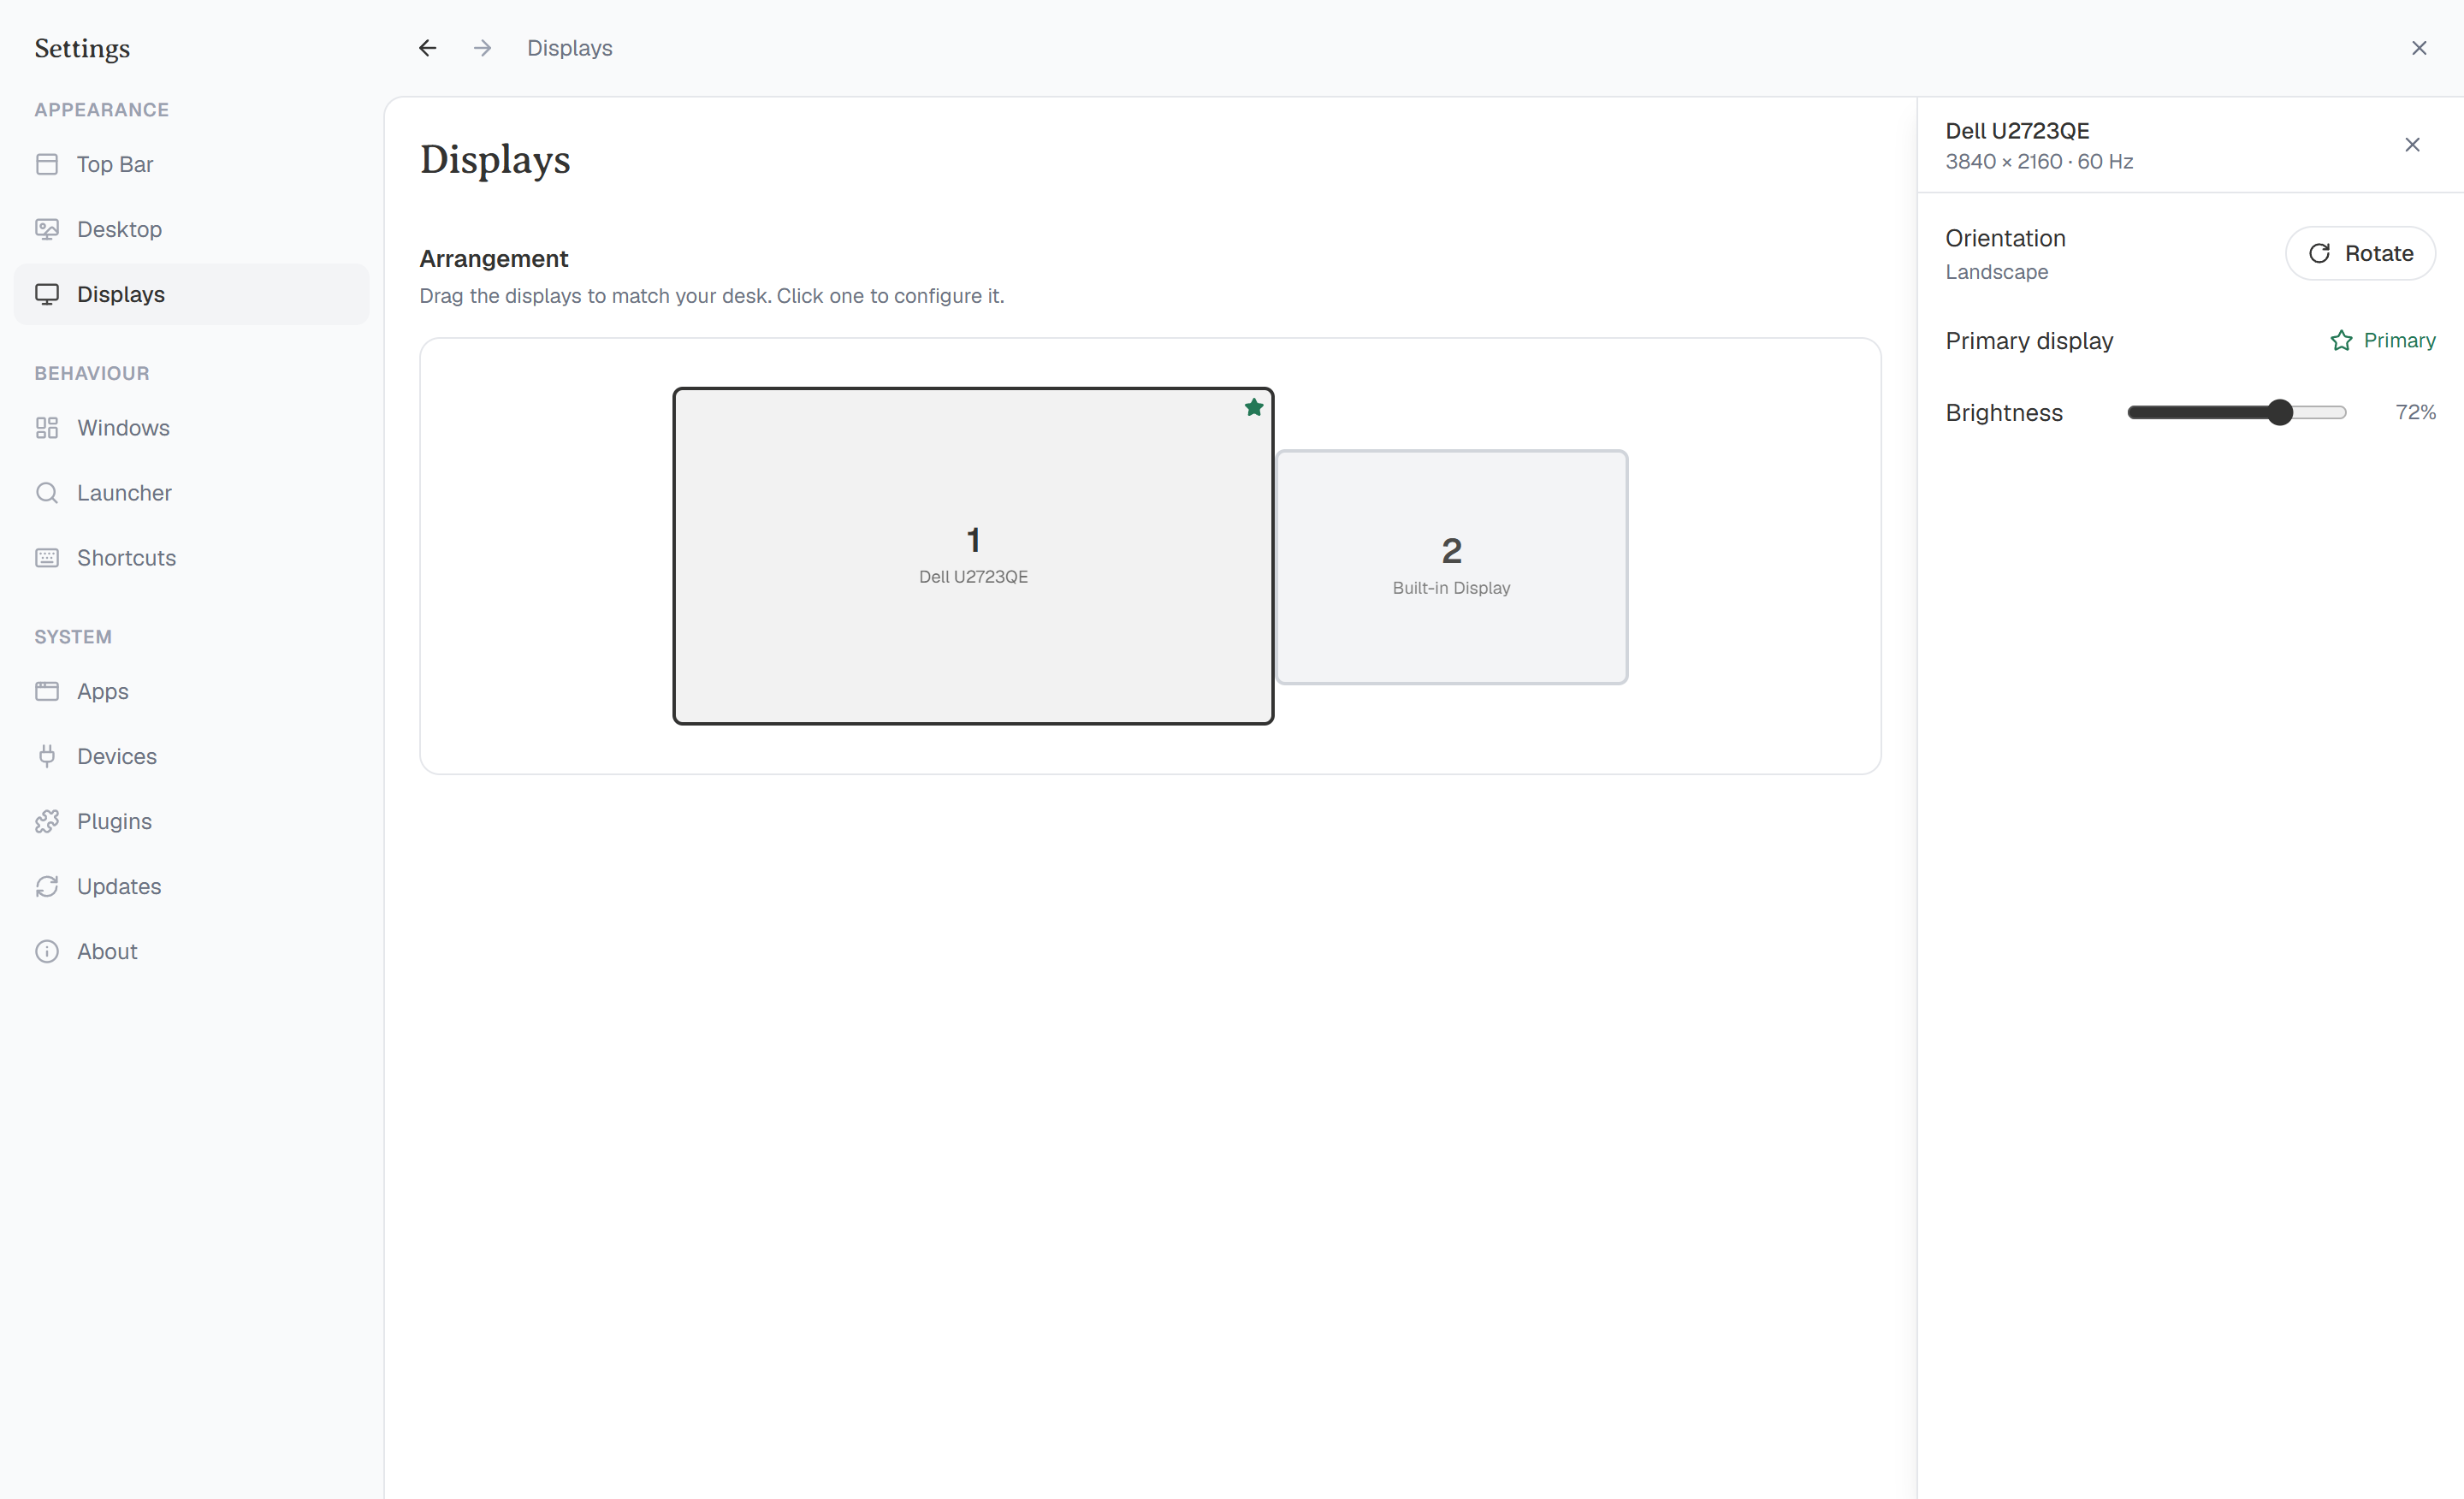 Settings
APPEARANCE
Top Bar
Desktop
Displays
BEHAVIOUR
Windows
Launcher
Shortcuts
SYSTEM
Apps
Devices
Plugins
Updates
About
Displays
Displays
Arrangement
Drag the displays to match your desk. Click one to configure it.
1
Dell U2723QE
2
Built-in Display
Dell U2723QE
3840 × 2160 · 60 Hz
Orientation
Landscape
Rotate
Primary display
Primary
Brightness
72%